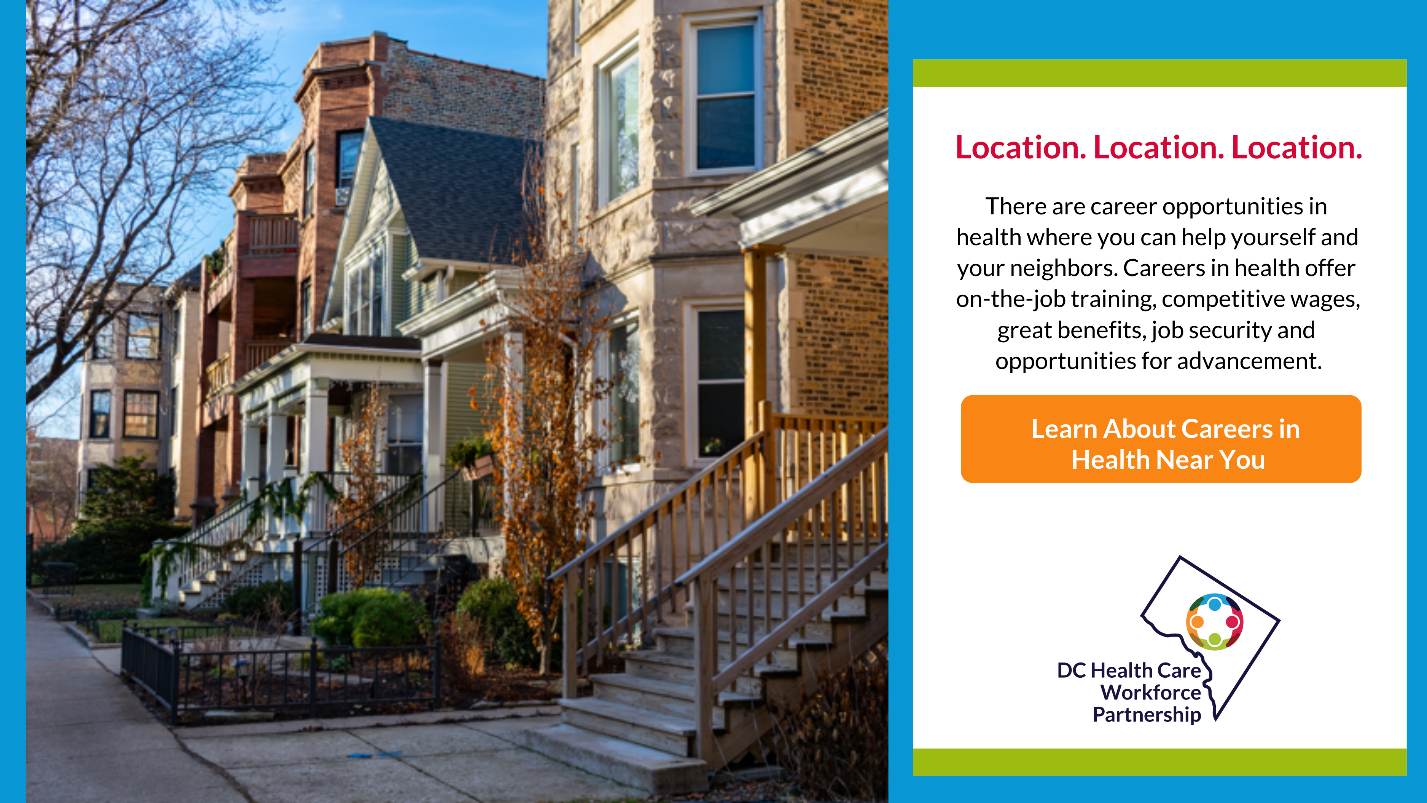 Location. Location. Location.
There are career opportunities in
health where you can help yourself and
your neighbors. Careers in health offer
on-the-job training, competitive wages,
great benefits, job security and
opportunities for advancement.
Learn About Careers in
Health Near You
DC Health Care
Workforce
Partnership